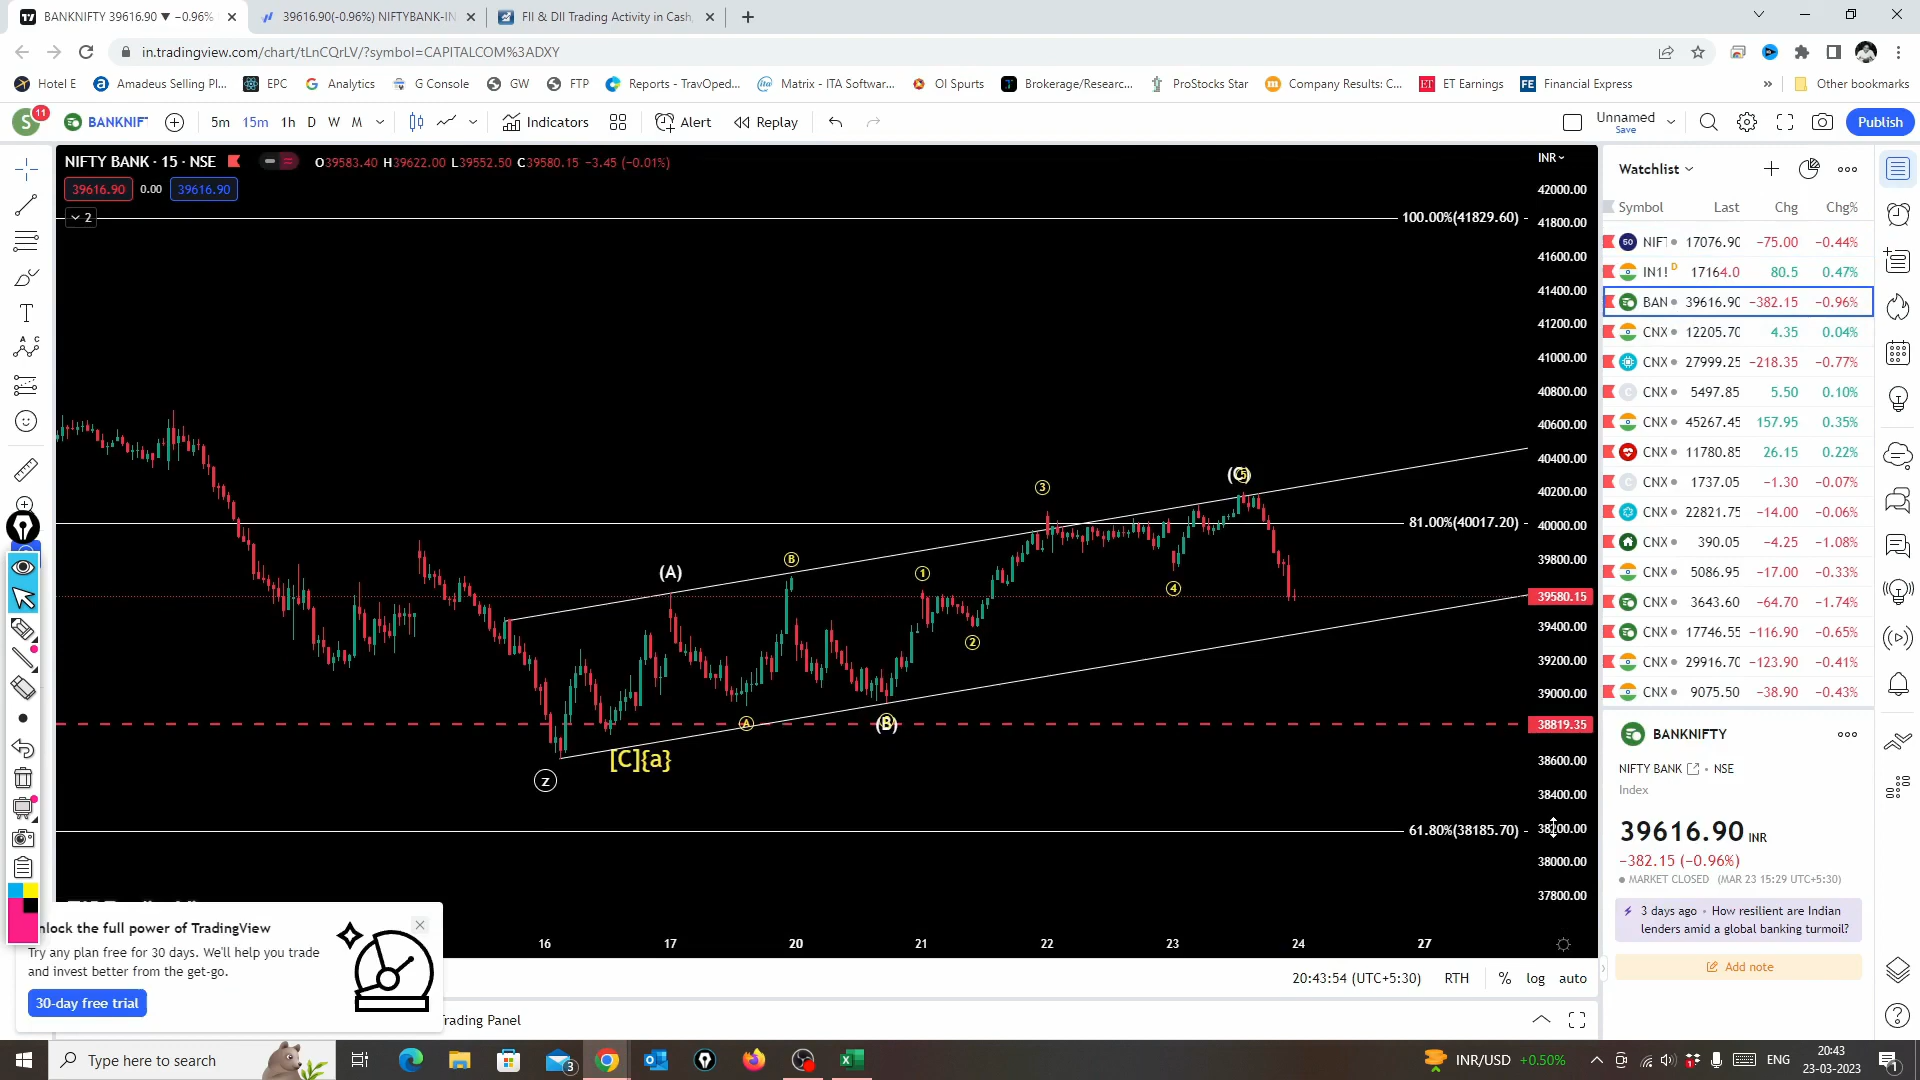 BANKNIFTY 39616.90 ▼ −0.96%
39616.90(-0.96%) NIFTYBANK-IN
FII & DII Trading Activity in Cash,
in.tradingview.com/chart/tLnCQrLV/?symbol=CAPITALCOM%3ADXY
Hotel E
Amadeus Selling Pl...
EPC
Analytics
G Console
GW
FTP
Reports - TravOped...
Matrix - ITA Softwar...
OI Spurts
Brokerage/Researc...
ProStocks Star
Company Results: C...
ET Earnings
Financial Express
Other bookmarks
S 11
BANKNIF
5m 15m 1h D W M
Indicators
Alert
Replay
Unnamed
Save
Publish
NIFTY BANK · 15 · NSE
O39583.40 H39622.00 L39552.50 C39580.15 −3.45 (−0.01%)
39616.90 0.00 39616.90
2
INR
42000.00
41800.00
41600.00
41400.00
41200.00
41000.00
40800.00
40600.00
40400.00
40200.00
40000.00
39800.00
39580.15
39400.00
39200.00
39000.00
38819.35
38600.00
38400.00
38200.00
38000.00
37800.00
100.00%(41829.60)
81.00%(40017.20)
61.80%(38185.70)
(A)
B
1
2
3
4
A
(B)
[C]{a}
z
16 17 20 21 22 23 24 27
20:43:54 (UTC+5:30) RTH % log auto
nlock the full power of TradingView
Try any plan free for 30 days. We'll help you trade
and invest better from the get-go.
30-day free trial
rading Panel
Watchlist
Symbol Last Chg Chg%
NIFT 17076.90 −75.00 −0.44%
IN1! D 17164.0 80.5 0.47%
BAN 39616.90 −382.15 −0.96%
CNX 12205.70 4.35 0.04%
CNX 27999.25 −218.35 −0.77%
CNX 5497.85 5.50 0.10%
CNX 45267.45 157.95 0.35%
CNX 11780.85 26.15 0.22%
CNX 1737.05 −1.30 −0.07%
CNX 22821.75 −14.00 −0.06%
CNX 390.05 −4.25 −1.08%
CNX 5086.95 −17.00 −0.33%
CNX 3643.60 −64.70 −1.74%
CNX 17746.55 −116.90 −0.65%
CNX 29916.70 −123.90 −0.41%
CNX 9075.50 −38.90 −0.43%
BANKNIFTY
NIFTY BANK • NSE
Index
39616.90 INR
−382.15 (−0.96%)
MARKET CLOSED (MAR 23 15:29 UTC+5:30)
3 days ago • How resilient are Indian
lenders amid a global banking turmoil?
Add note
Type here to search
3
INR/USD +0.50%
ENG
20:43
23-03-2023
1